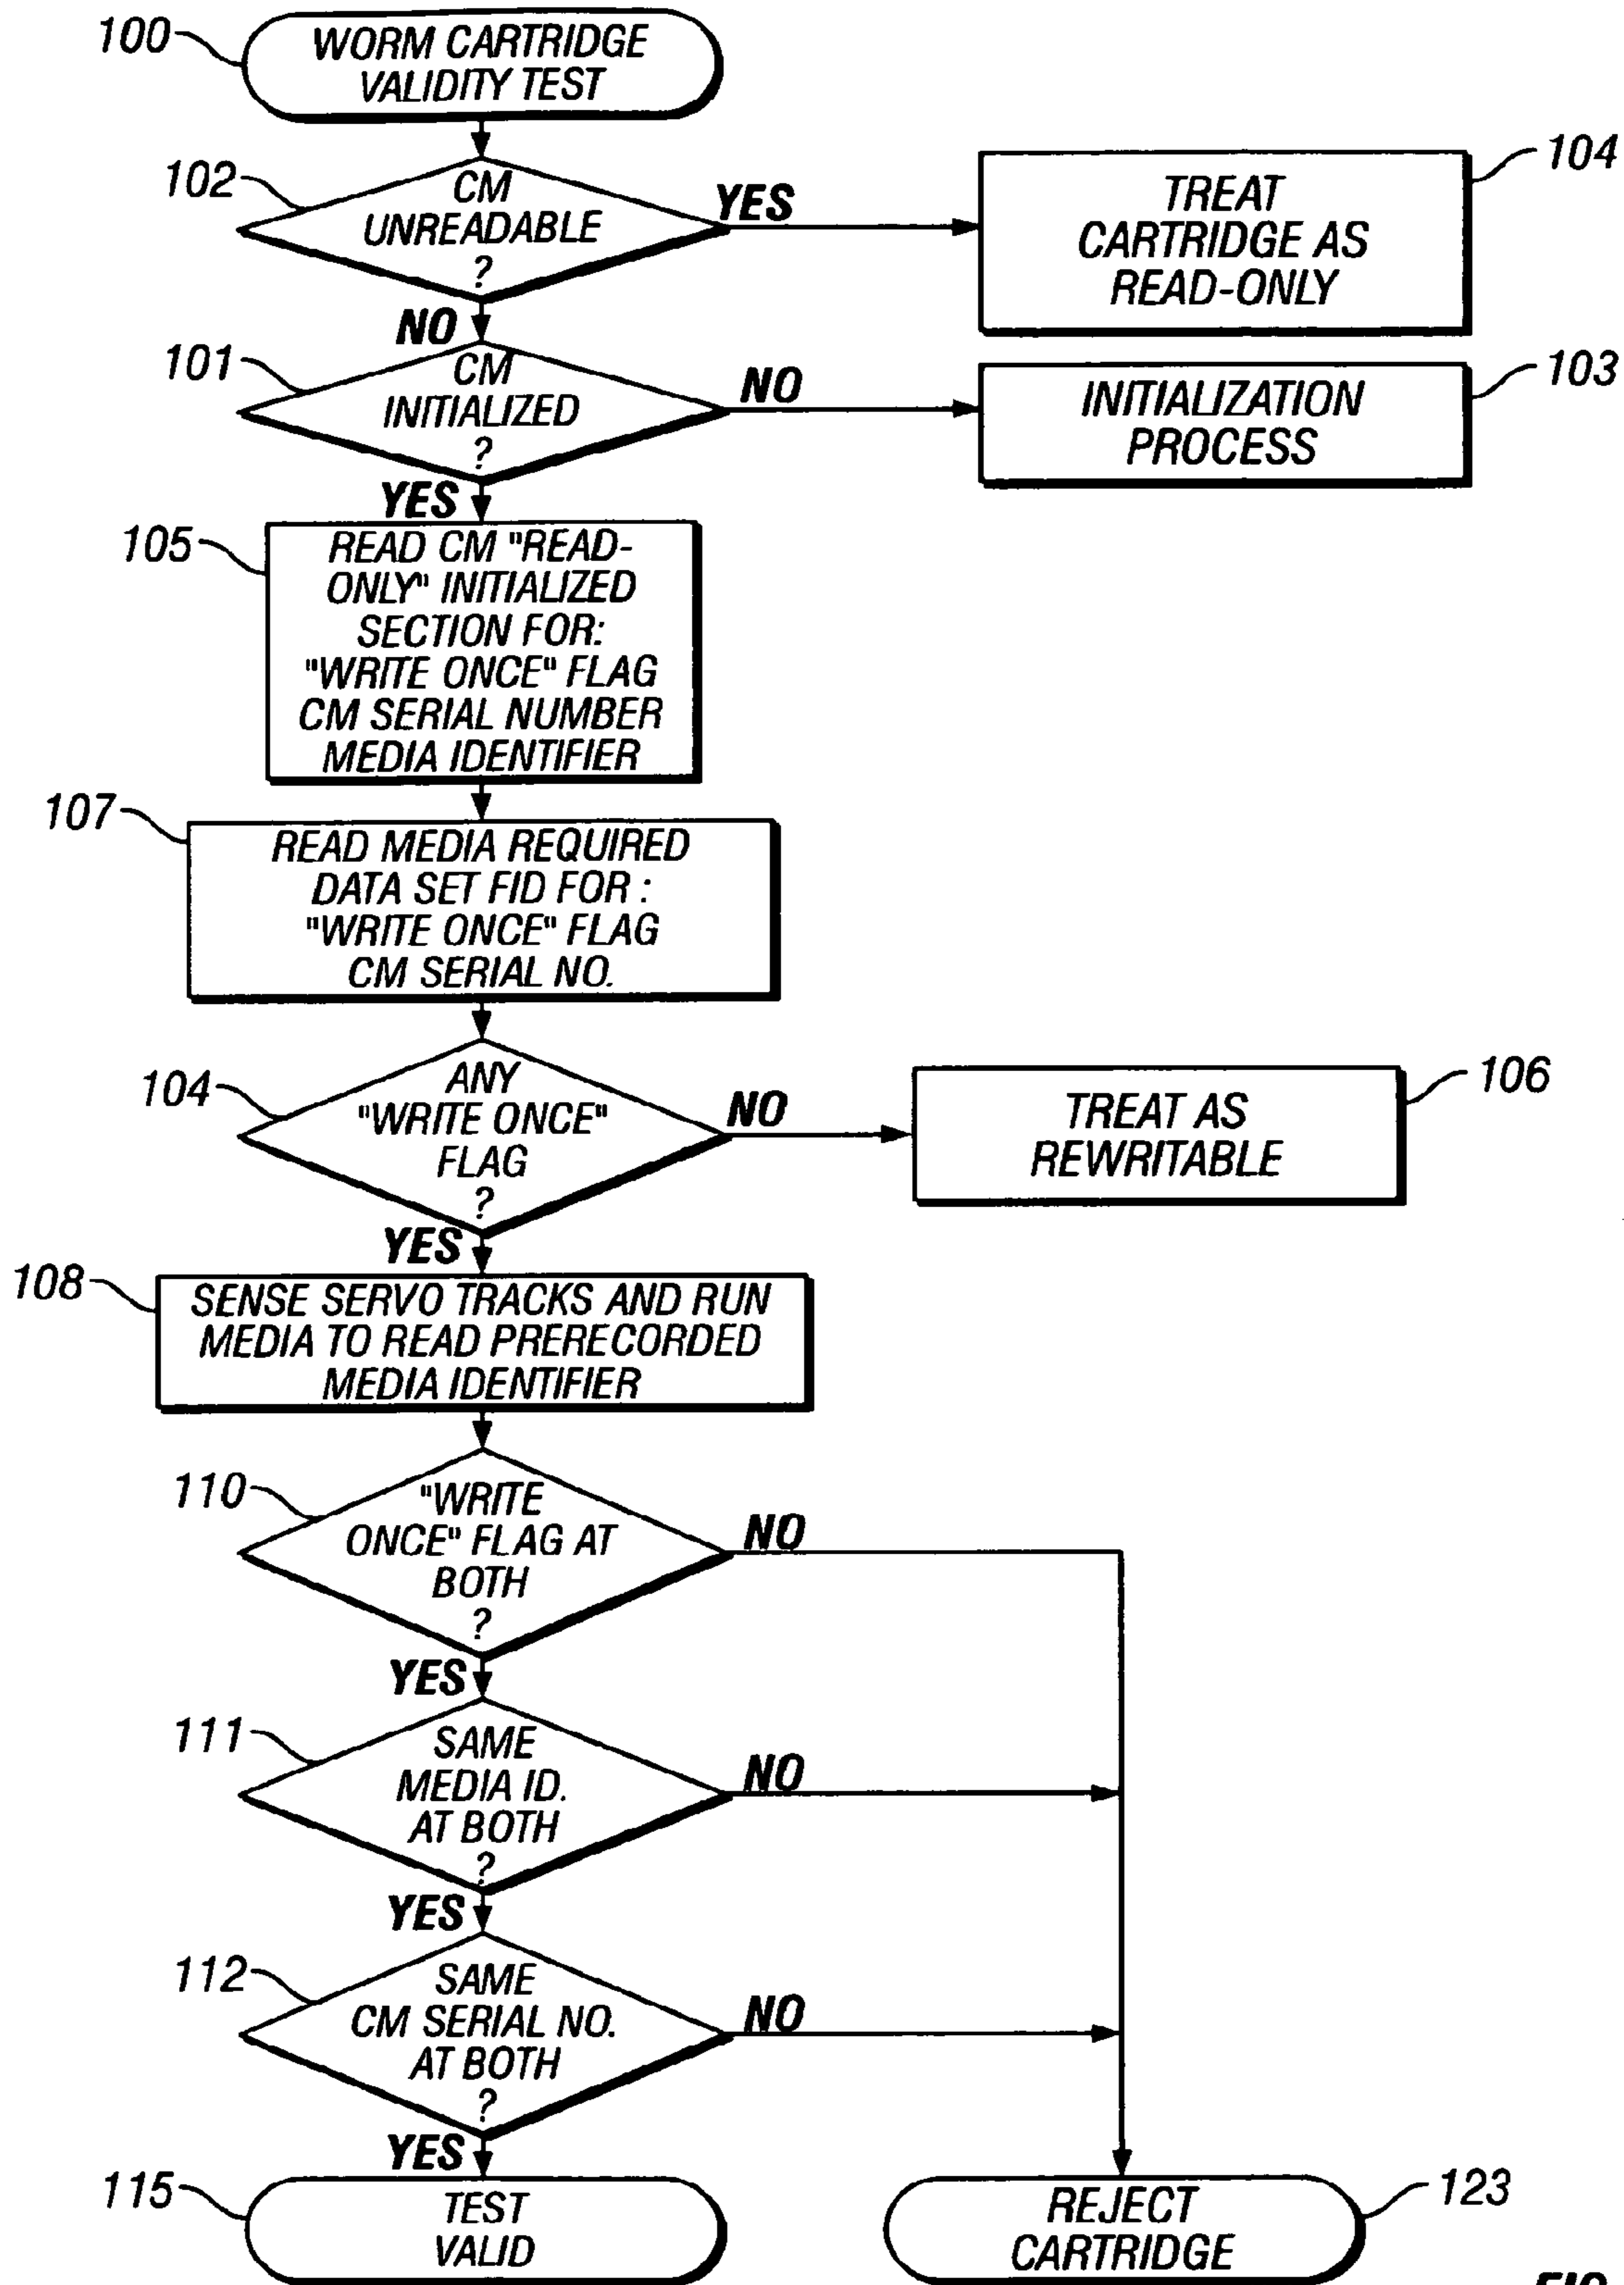 100
WORM CARTRIDGE
VALIDITY TEST
102
CM
UNREADABLE
?
YES
104
TREAT
CARTRIDGE AS
READ-ONLY
NO
101
CM
INITIALIZED
?
NO
103
INITIALIZATION
PROCESS
YES
105
READ CM "READ-
ONLY" INITIALIZED
SECTION FOR:
"WRITE ONCE" FLAG
CM SERIAL NUMBER
MEDIA IDENTIFIER
107
READ MEDIA REQUIRED
DATA SET FID FOR :
"WRITE ONCE" FLAG
CM SERIAL NO.
104
ANY
"WRITE ONCE"
FLAG
?
NO
106
TREAT AS
REWRITABLE
YES
108
SENSE SERVO TRACKS AND RUN
MEDIA TO READ PRERECORDED
MEDIA IDENTIFIER
110
"WRITE
ONCE" FLAG AT
BOTH
?
NO
YES
111
SAME
MEDIA ID.
AT BOTH
?
NO
YES
112
SAME
CM SERIAL NO.
AT BOTH
?
NO
YES
115
TEST
VALID
REJECT
CARTRIDGE
123